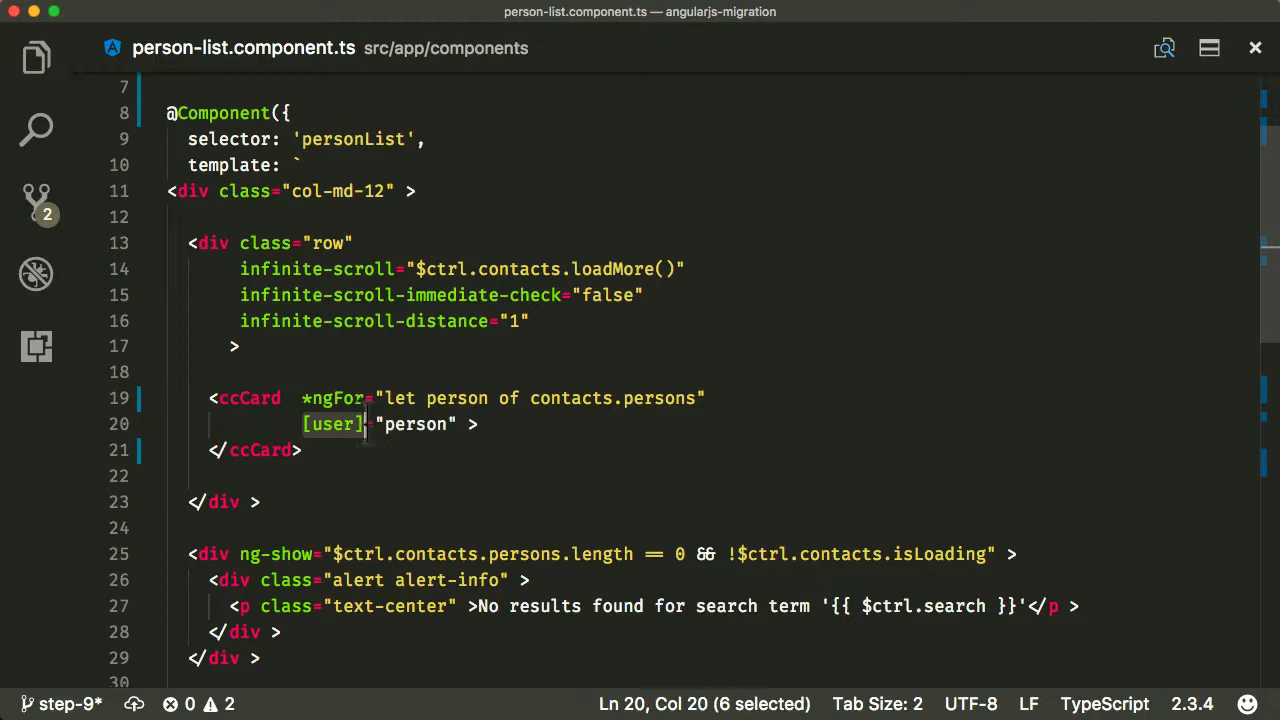 person-list.component.ts — angularjs-migration
person-list.component.ts src/app/components
7
8 @Component({
9 selector: 'personList',
10 template: `
11 <div class="col-md-12" >
12
13 <div class="row"
14 infinite-scroll="$ctrl.contacts.loadMore()"
15 infinite-scroll-immediate-check="false"
16 infinite-scroll-distance="1"
17 >
18
19 <ccCard *ngFor="let person of contacts.persons"
20 [user]="person" >
21 </ccCard>
22
23 </div >
24
25 <div ng-show="$ctrl.contacts.persons.length == 0 && !$ctrl.contacts.isLoading" >
26 <div class="alert alert-info" >
27 <p class="text-center" >No results found for search term '{{ $ctrl.search }}'</p >
28 </div >
29 </div >
30
2
step-9* 0 2 Ln 20, Col 20 (6 selected) Tab Size: 2 UTF-8 LF TypeScript 2.3.4